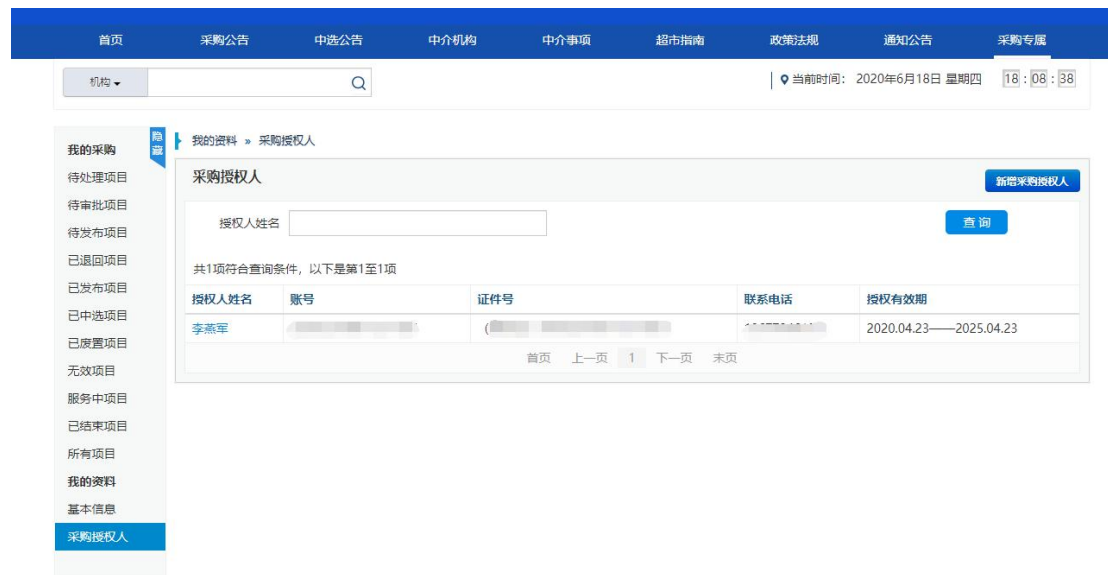 首页 采购公告 中选公告 中介机构 中介事项 超市指南 政策法规 通知公告 采购专属
机构 当前时间： 2020年6月18日 星期四 18 : 08 : 38
隐藏
我的资料 » 采购授权人
我的采购
待处理项目
待审批项目
待发布项目
已退回项目
已发布项目
已中选项目
已废置项目
无效项目
服务中项目
已结束项目
所有项目
我的资料
基本信息
采购授权人
采购授权人 新增采购授权人
授权人姓名 查询
共1项符合查询条件，以下是第1至1项
授权人姓名 账号 证件号 联系电话 授权有效期
李燕军 2020.04.23——2025.04.23
首页 上一页 1 下一页 末页